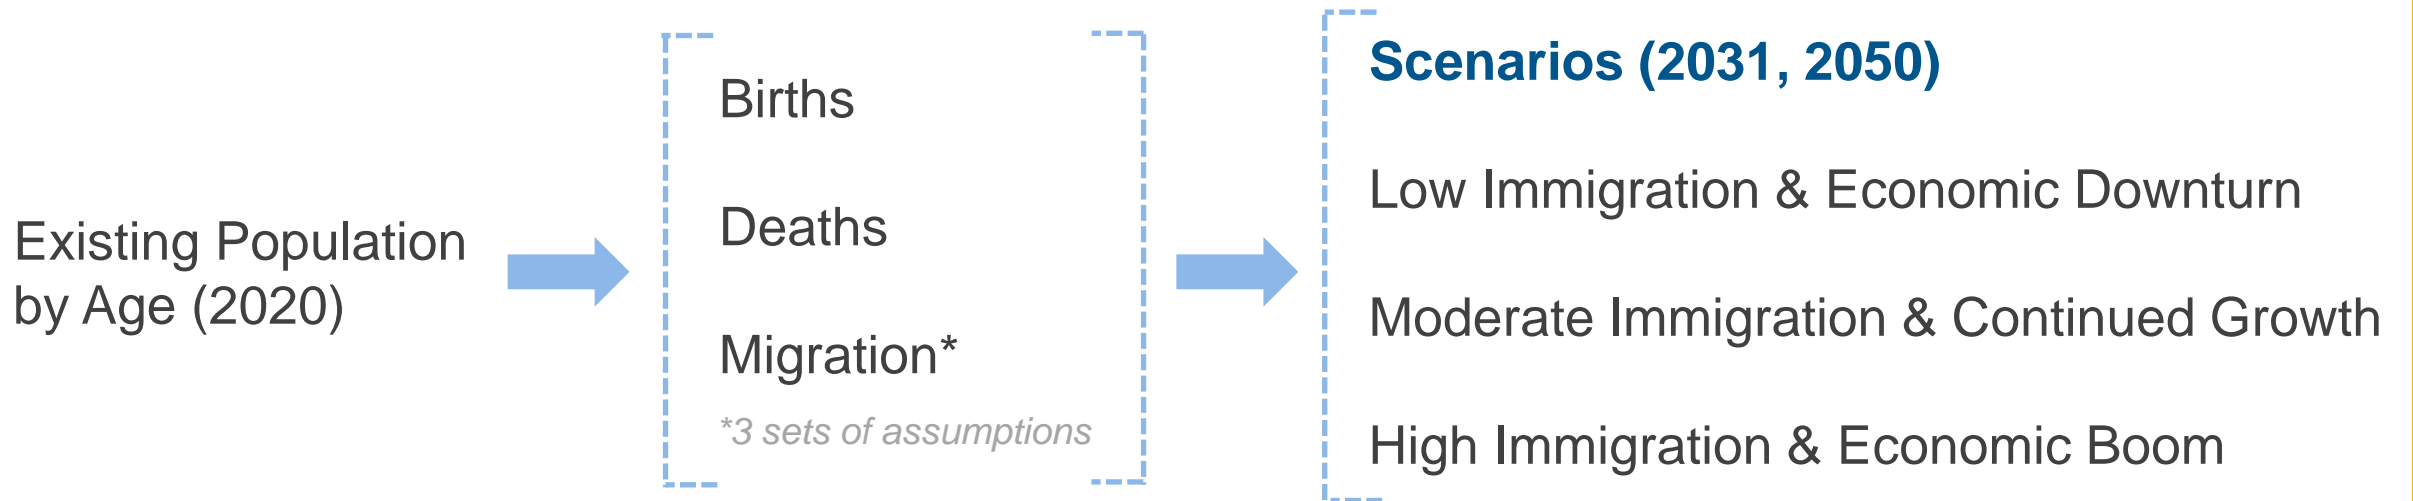 Existing Population
by Age (2020)
Births
Deaths
Migration*
*3 sets of assumptions
Scenarios (2031, 2050)
Low Immigration & Economic Downturn
Moderate Immigration & Continued Growth
High Immigration & Economic Boom